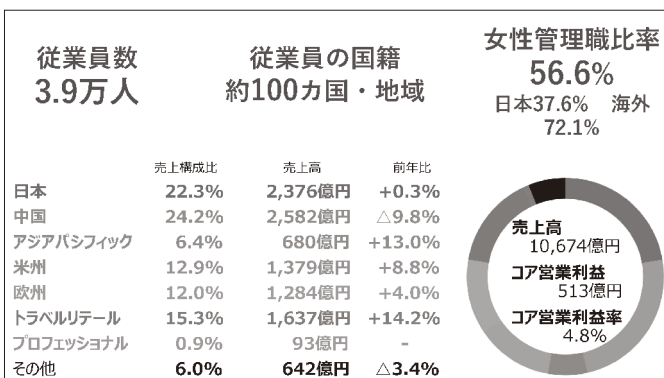 従業員数
3.9万人
従業員の国籍
約100カ国・地域
女性管理職比率
56.6%
日本37.6% 海外
72.1%
売上構成比 売上高 前年比
日本 22.3% 2,376億円 +0.3%
中国 24.2% 2,582億円 △9.8%
アジアパシフィック 6.4% 680億円 +13.0%
米州 12.9% 1,379億円 +8.8%
欧州 12.0% 1,284億円 +4.0%
トラベルリテール 15.3% 1,637億円 +14.2%
プロフェッショナル 0.9% 93億円 -
その他 6.0% 642億円 △3.4%
売上高
10,674億円
コア営業利益
513億円
コア営業利益率
4.8%